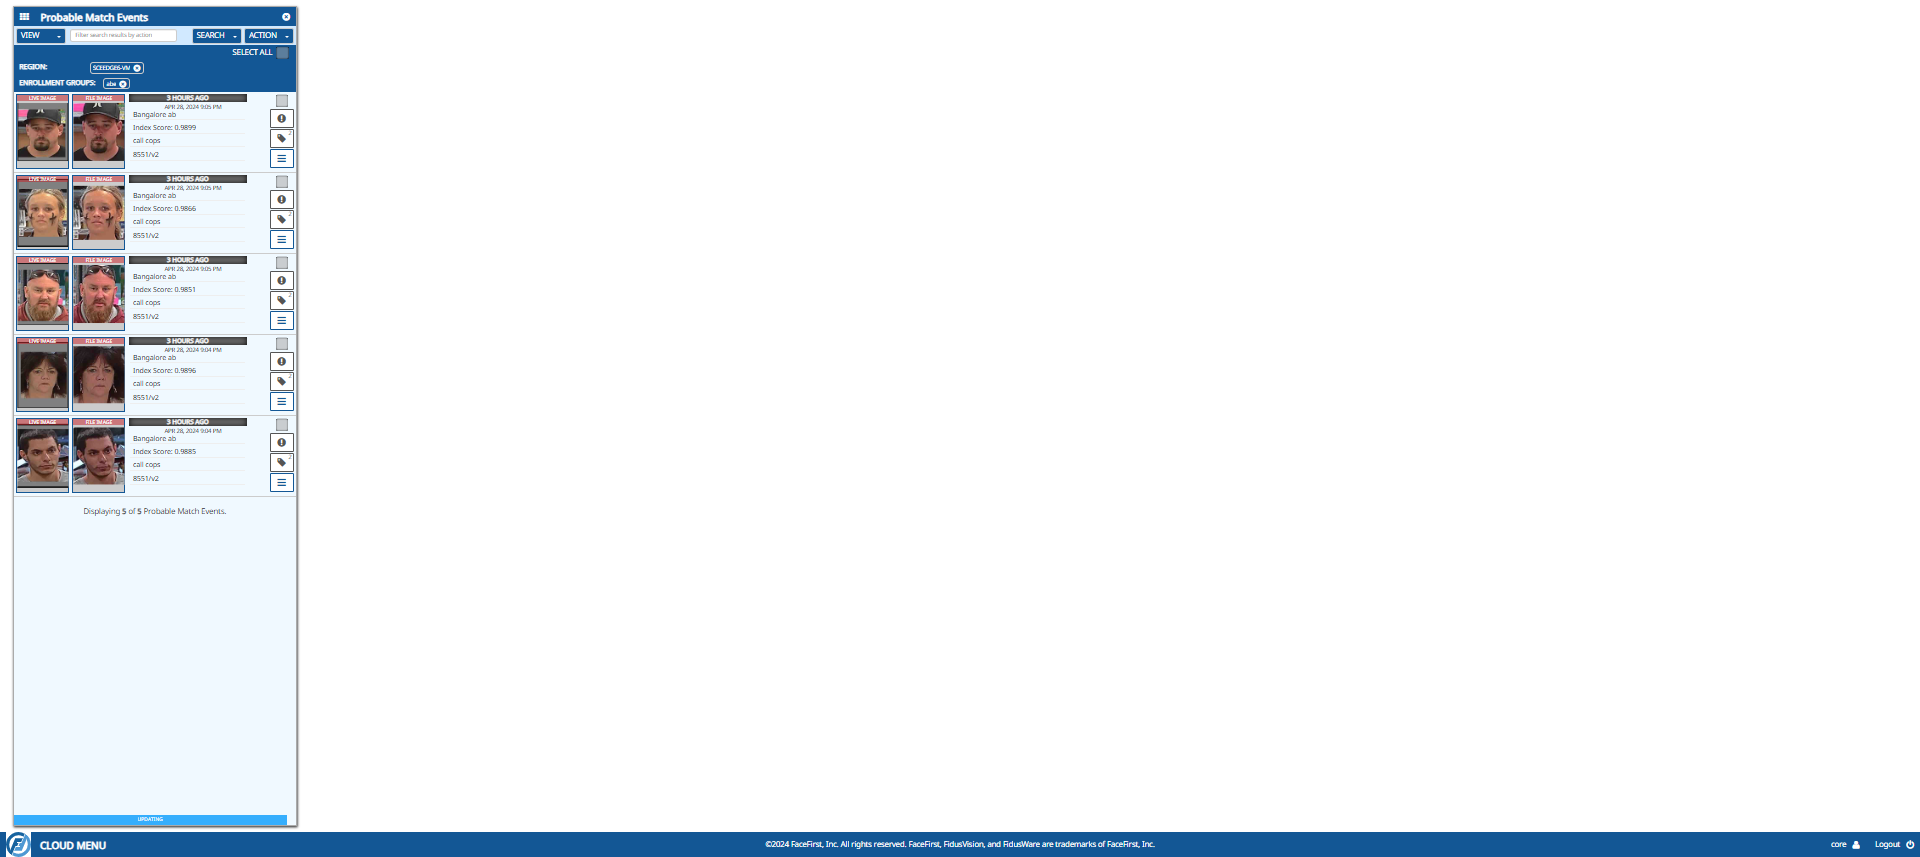 Probable Match Events
VIEW
Filter search results by action
SEARCH
ACTION
SELECT ALL
REGION:
SCEEDGE6-VM
ENROLLMENT GROUPS:
LIVE IMAGE
FILE IMAGE
3 HOURS AGO
APR 28, 2024 9:05 PM
Bangalore ab
Index Score: 0.9899
call cops
8551/v2
2
LIVE IMAGE
FILE IMAGE
3 HOURS AGO
APR 28, 2024 9:05 PM
Bangalore ab
Index Score: 0.9866
call cops
8551/v2
2
LIVE IMAGE
FILE IMAGE
3 HOURS AGO
APR 28, 2024 9:05 PM
Bangalore ab
Index Score: 0.9851
call cops
8551/v2
2
LIVE IMAGE
FILE IMAGE
3 HOURS AGO
APR 28, 2024 9:04 PM
Bangalore ab
Index Score: 0.9896
call cops
8551/v2
2
LIVE IMAGE
FILE IMAGE
3 HOURS AGO
APR 28, 2024 9:04 PM
Bangalore ab
Index Score: 0.9885
call cops
8551/v2
2
Displaying 5 of 5 Probable Match Events.
UPDATING
CLOUD MENU
©2024 FaceFirst, Inc. All rights reserved. FaceFirst, FidusVision, and FidusWare are trademarks of FaceFirst, Inc.
core
Logout